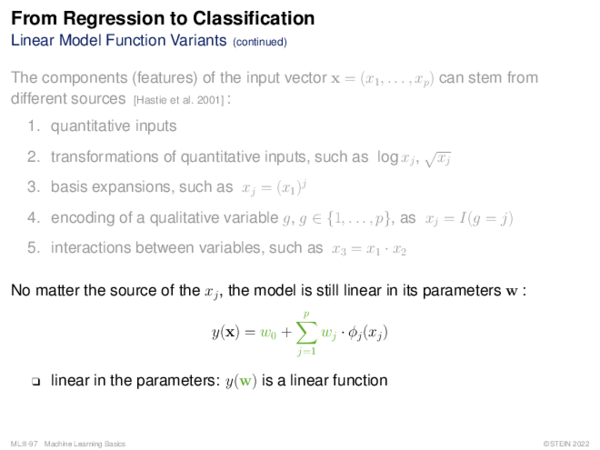 From Regression to Classification
Linear Model Function Variants (continued)
The components (features) of the input vector x = (x₁, . . . , xₚ) can stem from
different sources [Hastie et al. 2001] :
1. quantitative inputs
2. transformations of quantitative inputs, such as log xⱼ, √xⱼ
3. basis expansions, such as xⱼ = (x₁)ʲ
4. encoding of a qualitative variable g, g ∈ {1, . . . , p}, as xⱼ = I(g = j)
5. interactions between variables, such as x₃ = x₁ · x₂
No matter the source of the xⱼ, the model is still linear in its parameters w :
y(x) = w₀ + ∑ⱼ₌₁ᵖ wⱼ · ϕⱼ(xⱼ)
❑ linear in the parameters: y(w) is a linear function
ML:II-97 Machine Learning Basics ©STEIN 2022